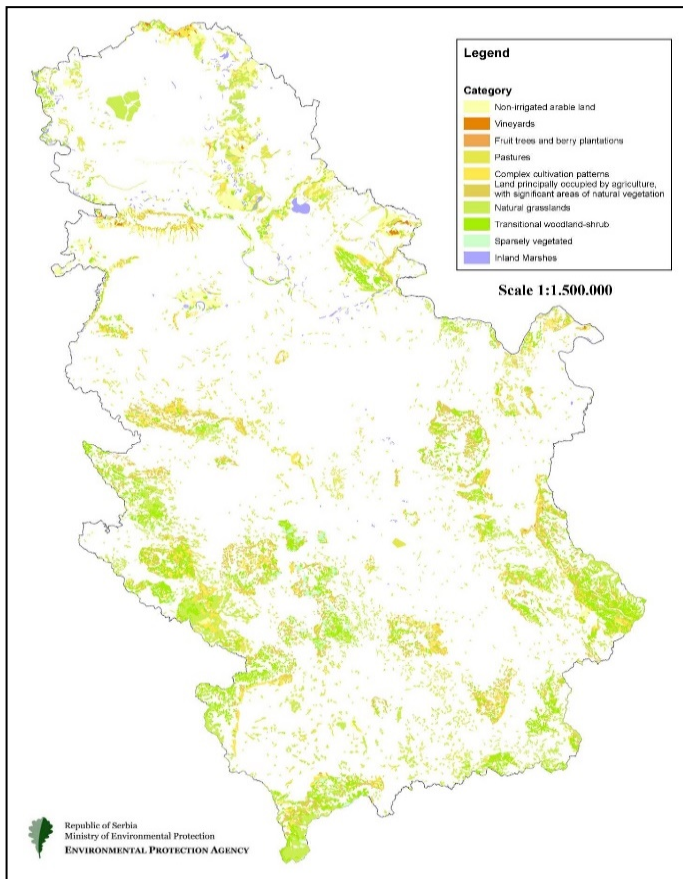 Legend
Category
Non-irrigated arable land
Vineyards
Fruit trees and berry plantations
Pastures
Complex cultivation patterns
Land principally occupied by agriculture,
with significant areas of natural vegetation
Natural grasslands
Transitional woodland-shrub
Sparsely vegetated
Inland Marshes
Scale 1:1.500.000
Republic of Serbia
Ministry of Environmental Protection
ENVIRONMENTAL PROTECTION AGENCY